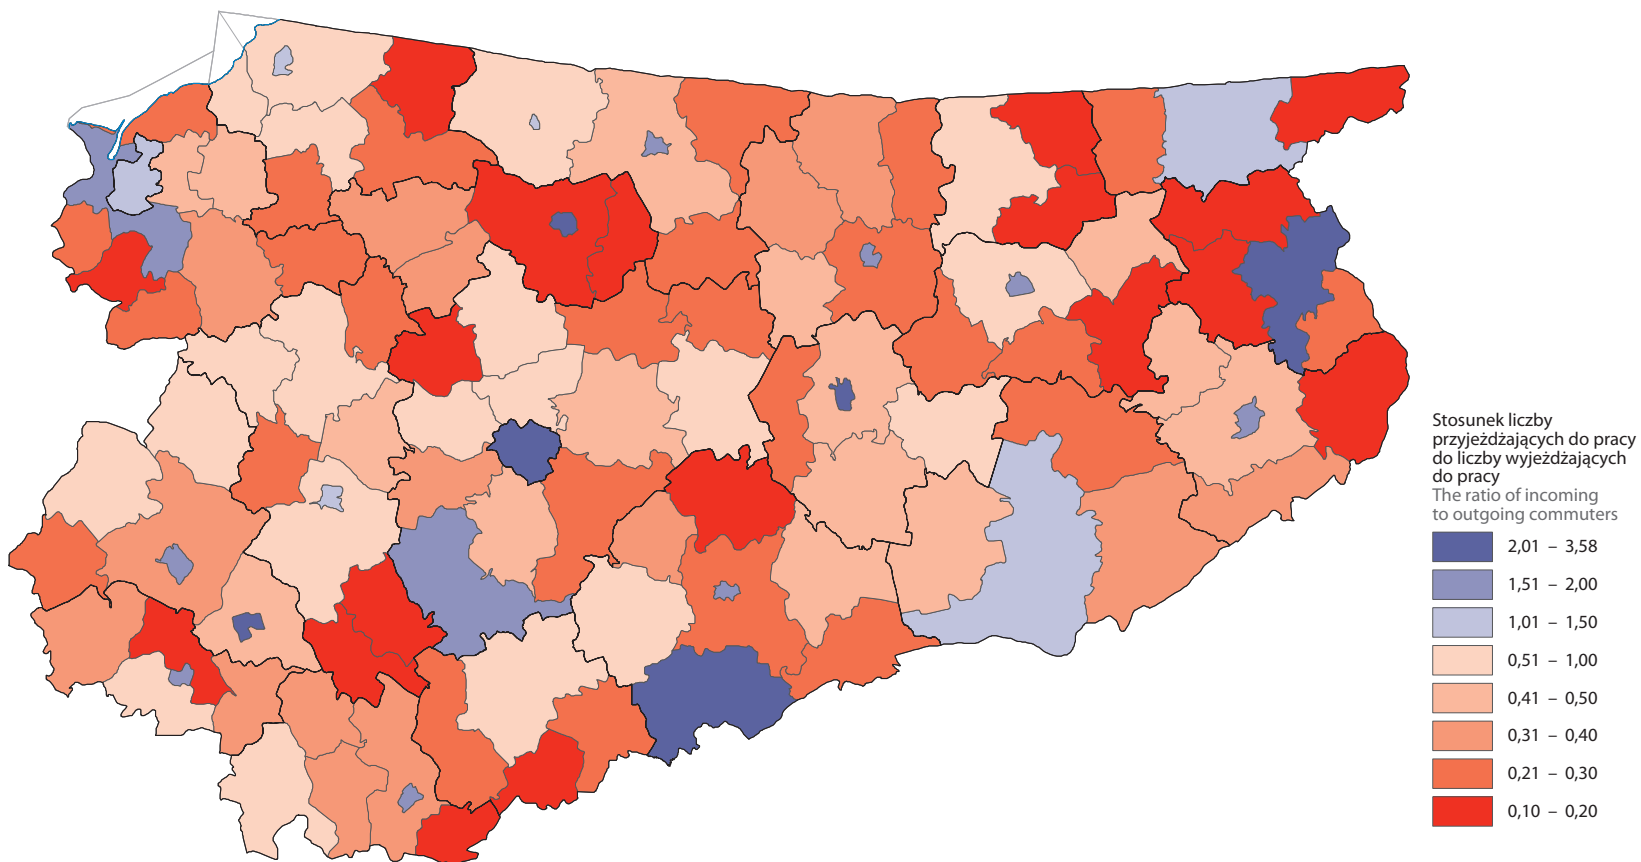 Stosunek liczby
przyjeżdżających do pracy
do liczby wyjeżdżających
do pracy
The ratio of incoming
to outgoing commuters
2,01 – 3,58
1,51 – 2,00
1,01 – 1,50
0,51 – 1,00
0,41 – 0,50
0,31 – 0,40
0,21 – 0,30
0,10 – 0,20